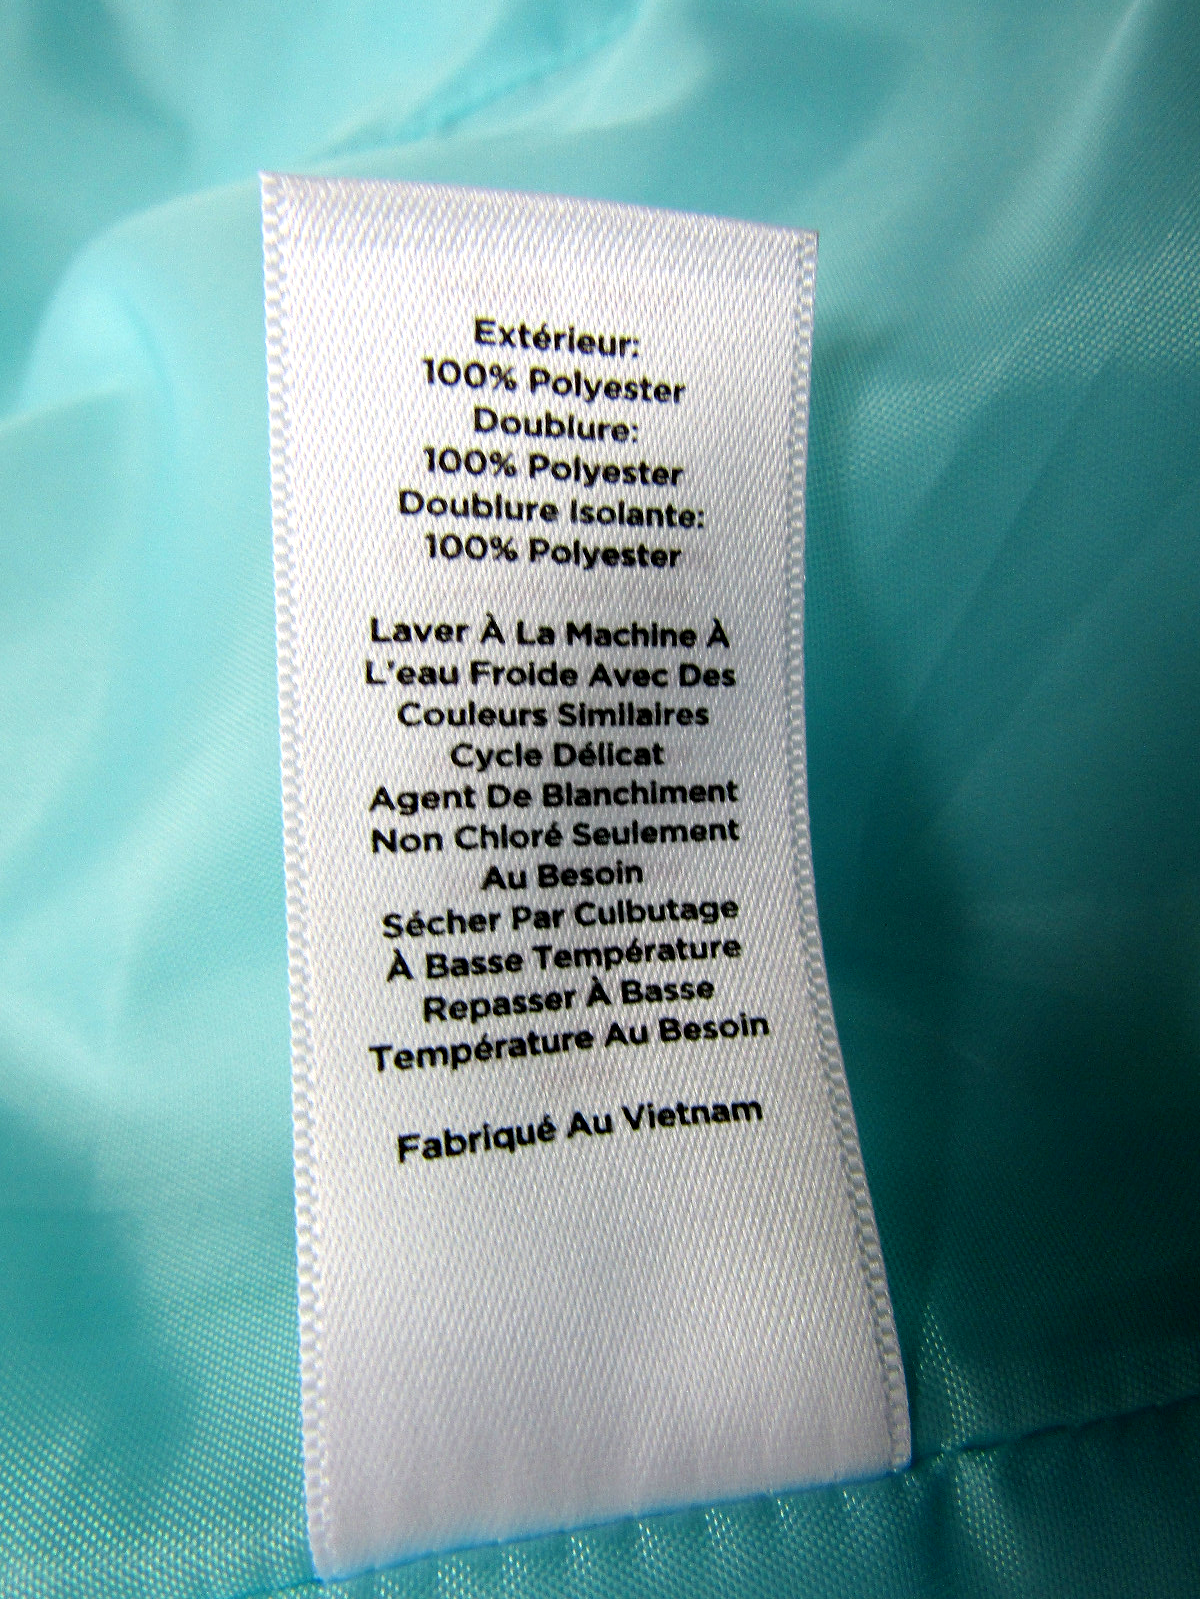 Extérieur:
100% Polyester
Doublure:
100% Polyester
Doublure Isolante:
100% Polyester
Laver À La Machine À
L'eau Froide Avec Des
Couleurs Similaires
Cycle Délicat
Agent De Blanchiment
Non Chloré Seulement
Au Besoin
Sécher Par Culbutage
À Basse Température
Repasser À Basse
Température Au Besoin
Fabriqué Au Vietnam